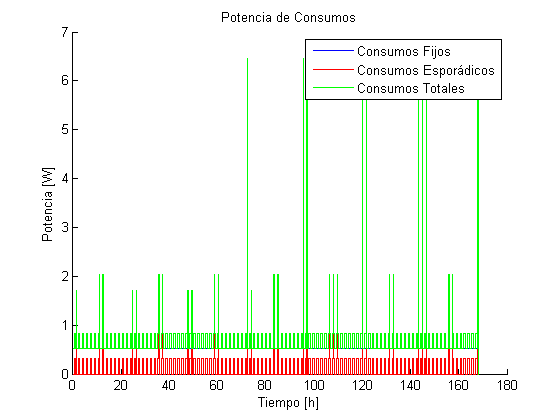 Potencia de Consumos
Consumos Fijos
Consumos Esporádicos
Consumos Totales
7
6
5
4
3
2
1
0
Potencia [W]
0 20 40 60 80 100 120 140 160 180
Tiempo [h]